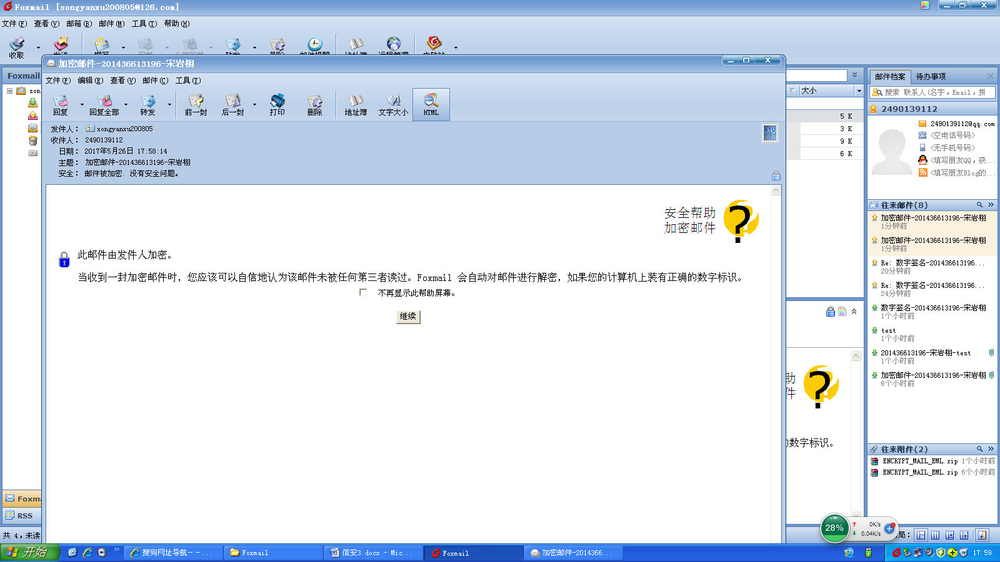 Foxmail [songyanxu200805@126.com]
文件(F) 查看(V) 邮箱(B) 邮件(M) 工具(T) 帮助(H)
收取
Foxmail
son
加密邮件-201436613196-宋岩栩
文件(F) 编辑(E) 查看(V) 邮件(C) 工具(T)
回复 回复全部 转发 前一封 后一封 打印 删除 地址簿 文字大小 HTML
发件人： songyanxu200805
收件人： 2490139112
日期： 2017年5月26日 17:58:14
主题： 加密邮件-201436613196-宋岩栩
安全： 邮件被加密. 没有安全问题。
S10
安全帮助
加密邮件
此邮件由发件人加密。
当收到一封加密邮件时，您应该可以自信地认为该邮件未被任何第三者读过。Foxmail 会自动对邮件进行解密，如果您的计算机上装有正确的数字标识。
不再显示此帮助屏幕。
继续
大小
5 K
3 K
9 K
6 K
助
件
数字标识。
邮件档案 待办事项
搜索 联系人(名字，Email，拼
2490139112
2490139112@qq.com
<空电话号码>
<无手机号码>
<填写朋友QQ，获...
<填写朋友Blog的...
往来邮件(8)
加密邮件-201436613196-宋岩栩
1分钟前
加密邮件-201436613196-宋岩栩
1分钟前
Re: 数字签名-201436613196...
20分钟前
Re: 数字签名-201436613196...
24分钟前
数字签名-201436613196-宋岩栩
1个小时前
test
1个小时前
201436613196-宋岩栩-test
1个小时前
加密邮件-201436613196-宋岩栩
6个小时前
往来附件(2)
ENCRYPT_MAIL_EML.zip 1个小时前
ENCRYPT_MAIL_EML.zip 6个小时前
Foxma
RSS
共 4，未读
28%
0K/s
0.04K/s
局：
开始
搜狗网址导航--...
Foxmail
信安3.docx - Mic...
Foxmail
加密邮件-2014366...
17:59